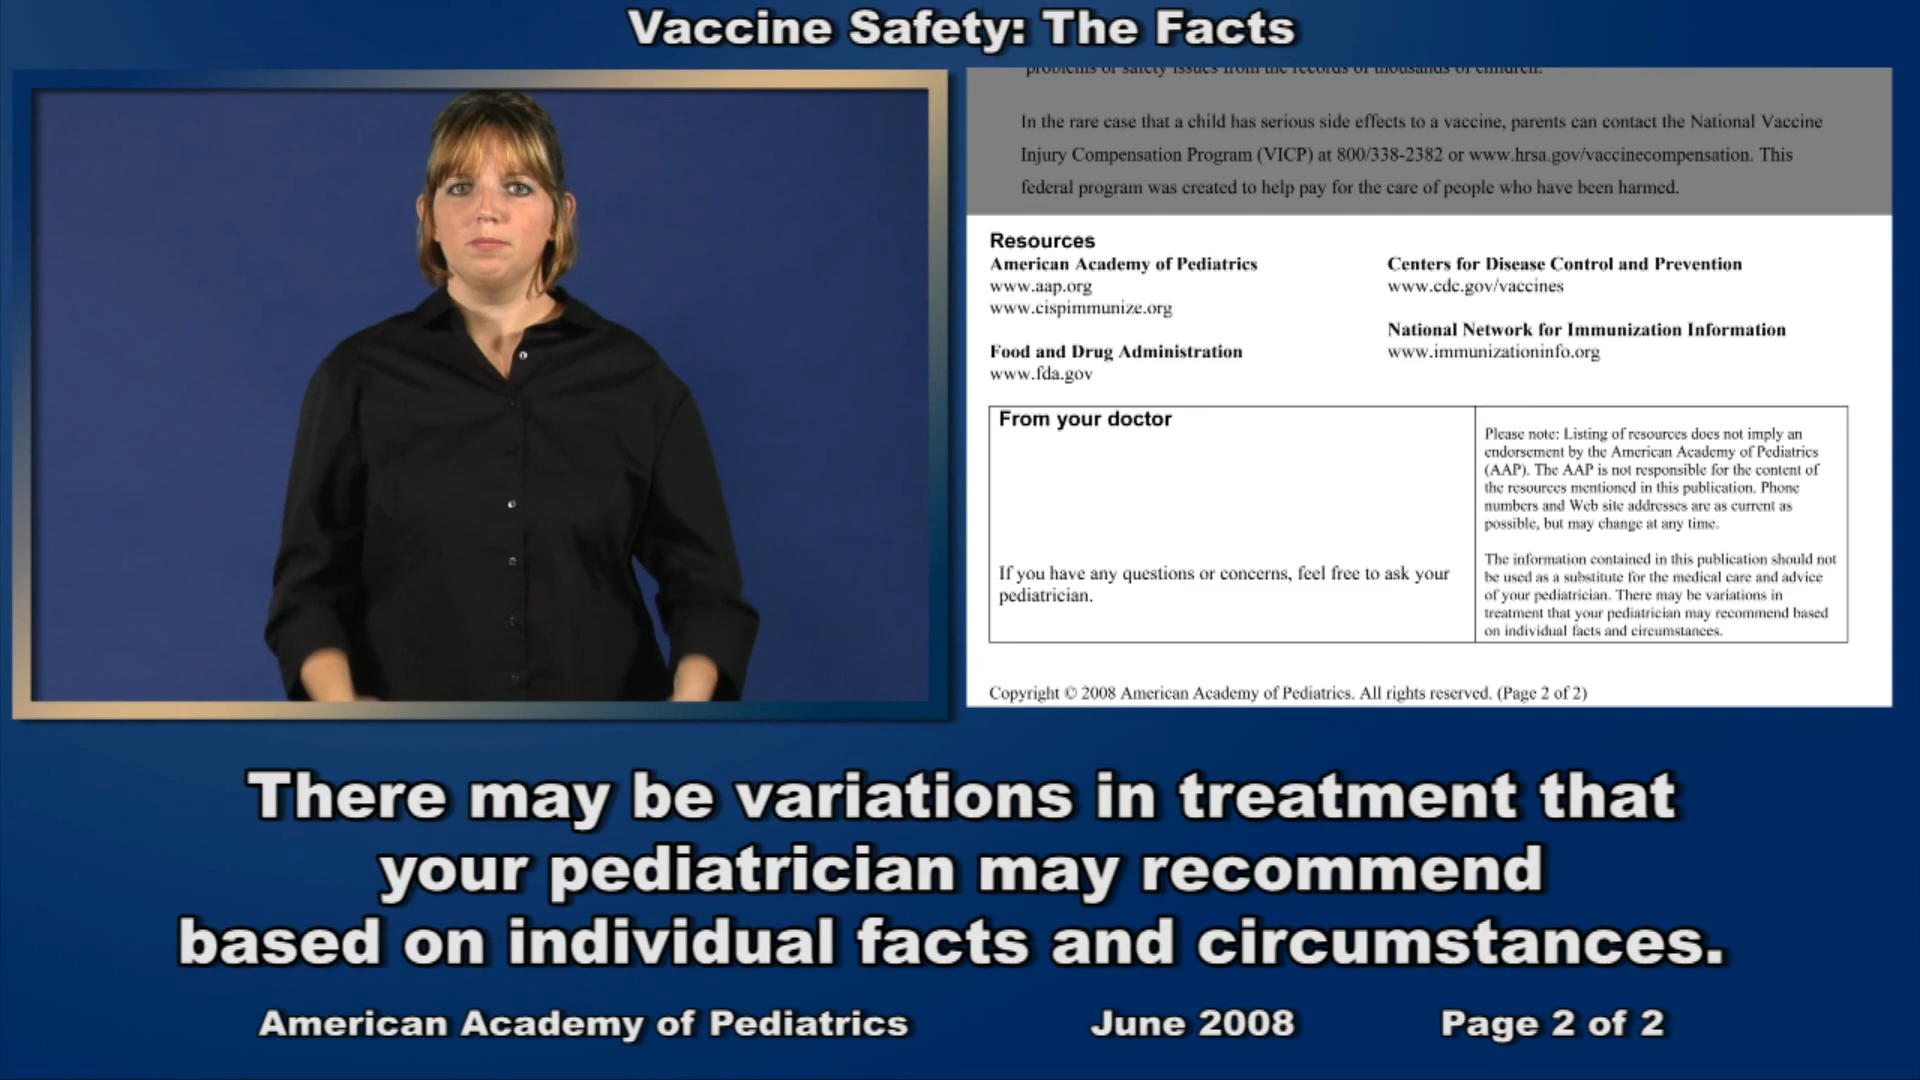 Vaccine Safety: The Facts
problems or safety issues from the records of thousands of children.
In the rare case that a child has serious side effects to a vaccine, parents can contact the National Vaccine
Injury Compensation Program (VICP) at 800/338-2382 or www.hrsa.gov/vaccinecompensation. This
federal program was created to help pay for the care of people who have been harmed.
Resources
American Academy of Pediatrics
www.aap.org
www.cispimmunize.org
Food and Drug Administration
www.fda.gov
Centers for Disease Control and Prevention
www.cdc.gov/vaccines
National Network for Immunization Information
www.immunizationinfo.org
From your doctor
If you have any questions or concerns, feel free to ask your
pediatrician.
Please note: Listing of resources does not imply an
endorsement by the American Academy of Pediatrics
(AAP). The AAP is not responsible for the content of
the resources mentioned in this publication. Phone
numbers and Web site addresses are as current as
possible, but may change at any time.
The information contained in this publication should not
be used as a substitute for the medical care and advice
of your pediatrician. There may be variations in
treatment that your pediatrician may recommend based
on individual facts and circumstances.
Copyright © 2008 American Academy of Pediatrics. All rights reserved. (Page 2 of 2)
There may be variations in treatment that
your pediatrician may recommend
based on individual facts and circumstances.
American Academy of Pediatrics June 2008 Page 2 of 2